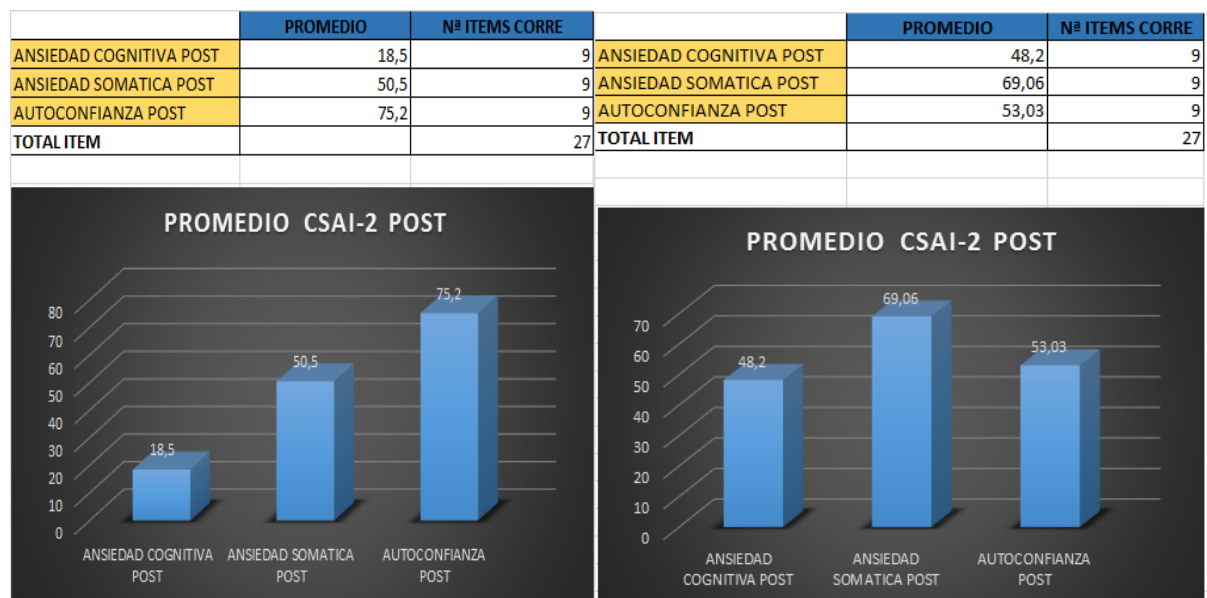 PROMEDIO Nª ITEMS CORRE
ANSIEDAD COGNITIVA POST 18,5 9
ANSIEDAD SOMATICA POST 50,5 9
AUTOCONFIANZA POST 75,2 9
TOTAL ITEM 27
PROMEDIO CSAI-2 POST
80
70
60
50
40
30
20
10
0
18,5
50,5
75,2
ANSIEDAD COGNITIVA
POST
ANSIEDAD SOMATICA
POST
AUTOCONFIANZA
POST
PROMEDIO Nª ITEMS CORRE
ANSIEDAD COGNITIVA POST 48,2 9
ANSIEDAD SOMATICA POST 69,06 9
AUTOCONFIANZA POST 53,03 9
TOTAL ITEM 27
PROMEDIO CSAI-2 POST
70
60
50
40
30
20
10
0
48,2
69,06
53,03
ANSIEDAD
COGNITIVA POST
ANSIEDAD
SOMATICA POST
AUTOCONFIANZA
POST